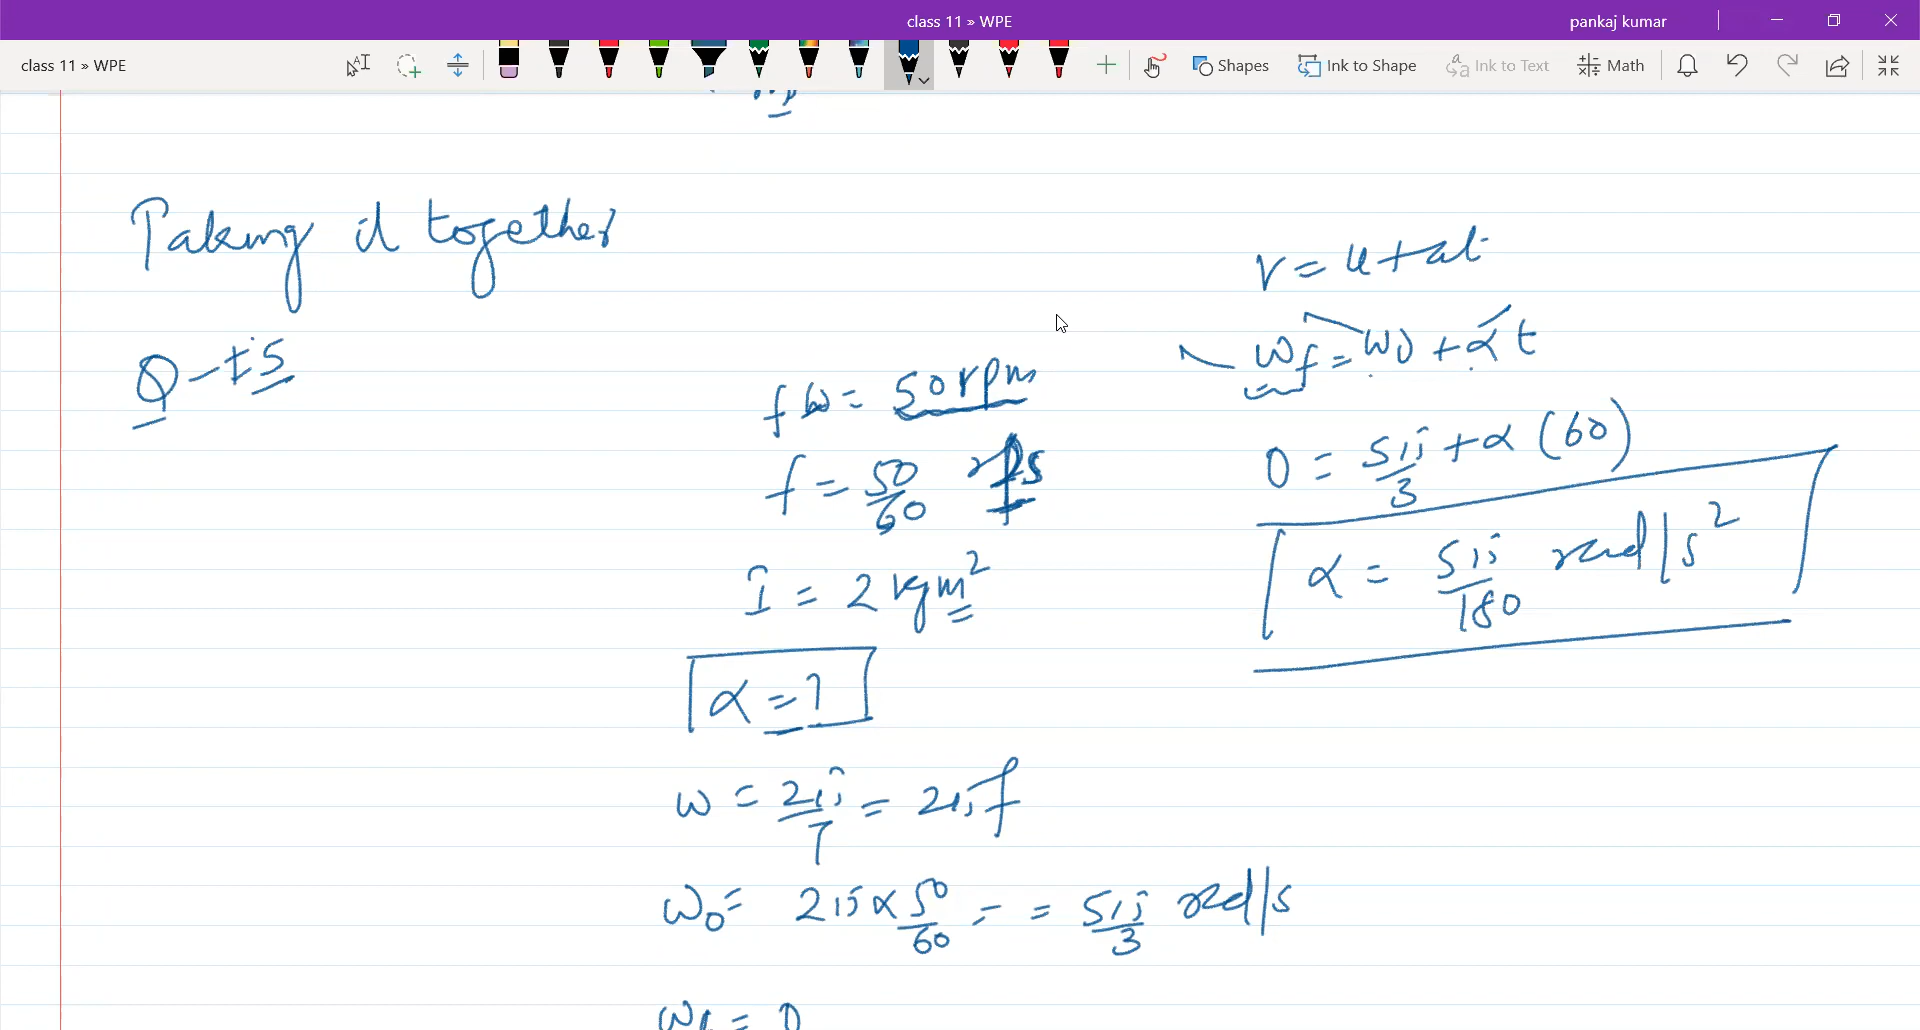 class 11 » WPE
pankaj kumar
class 11 » WPE
Shapes
Ink to Shape
Ink to Text
Math
Taking it together
Q-15
f ω = 50 rpm
f = 50/60 rps
I = 2 kgm²
α = ?
ω = 2π/T = 2πf
ω₀ = 2π × 50/60 = = 5π/3 rad/s
ωf = 0
v = u + at
ωf = ω₀ + αt
0 = 5π/3 + α (60)
α = 5π/180 rad/s²